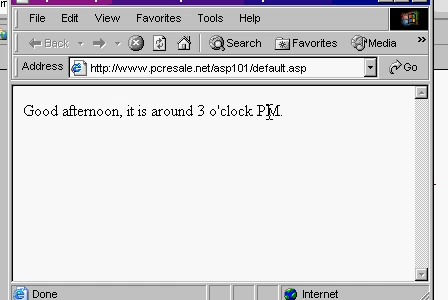 File Edit View Favorites Tools Help
Back Search Favorites Media »
Address http://www.pcresale.net/asp101/default.asp Go
Good afternoon, it is around 3 o'clock PM.
Done Internet